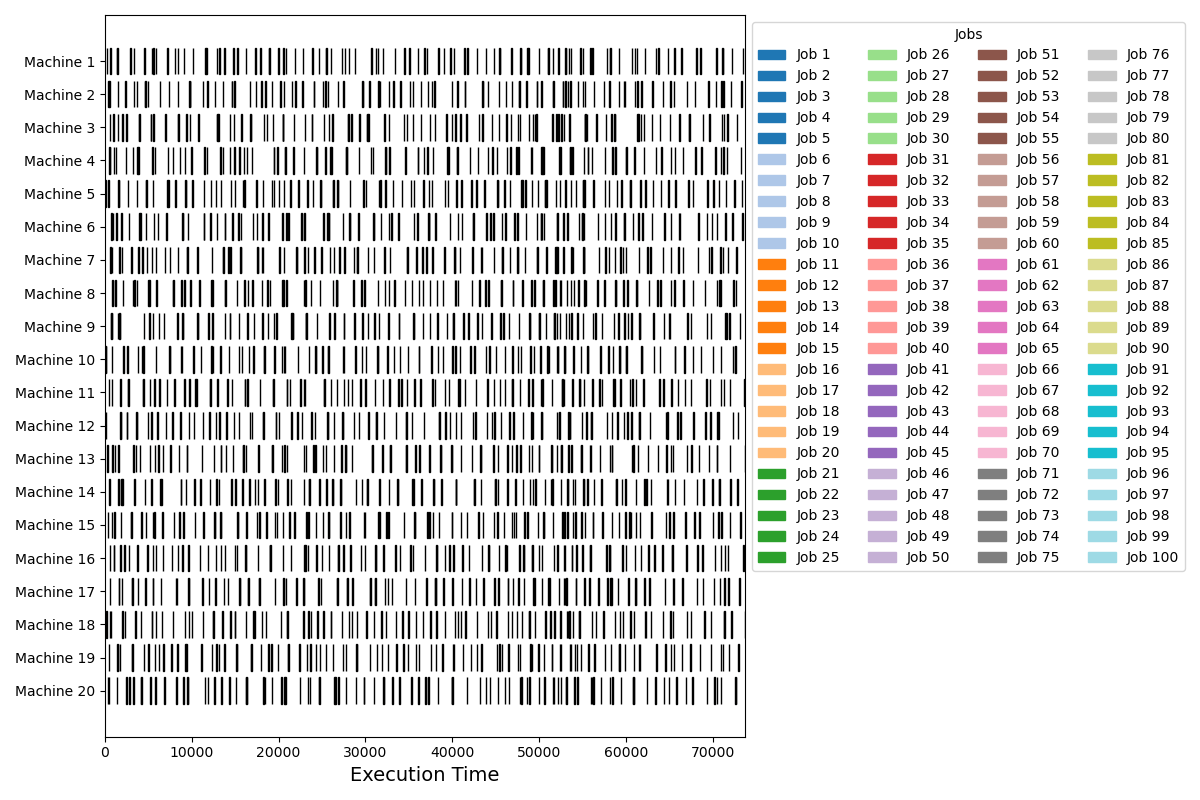 Machine 1
Machine 2
Machine 3
Machine 4
Machine 5
Machine 6
Machine 7
Machine 8
Machine 9
Machine 10
Machine 11
Machine 12
Machine 13
Machine 14
Machine 15
Machine 16
Machine 17
Machine 18
Machine 19
Machine 20
0 10000 20000 30000 40000 50000 60000 70000
Execution Time
Jobs
Job 1 Job 26 Job 51 Job 76
Job 2 Job 27 Job 52 Job 77
Job 3 Job 28 Job 53 Job 78
Job 4 Job 29 Job 54 Job 79
Job 5 Job 30 Job 55 Job 80
Job 6 Job 31 Job 56 Job 81
Job 7 Job 32 Job 57 Job 82
Job 8 Job 33 Job 58 Job 83
Job 9 Job 34 Job 59 Job 84
Job 10 Job 35 Job 60 Job 85
Job 11 Job 36 Job 61 Job 86
Job 12 Job 37 Job 62 Job 87
Job 13 Job 38 Job 63 Job 88
Job 14 Job 39 Job 64 Job 89
Job 15 Job 40 Job 65 Job 90
Job 16 Job 41 Job 66 Job 91
Job 17 Job 42 Job 67 Job 92
Job 18 Job 43 Job 68 Job 93
Job 19 Job 44 Job 69 Job 94
Job 20 Job 45 Job 70 Job 95
Job 21 Job 46 Job 71 Job 96
Job 22 Job 47 Job 72 Job 97
Job 23 Job 48 Job 73 Job 98
Job 24 Job 49 Job 74 Job 99
Job 25 Job 50 Job 75 Job 100